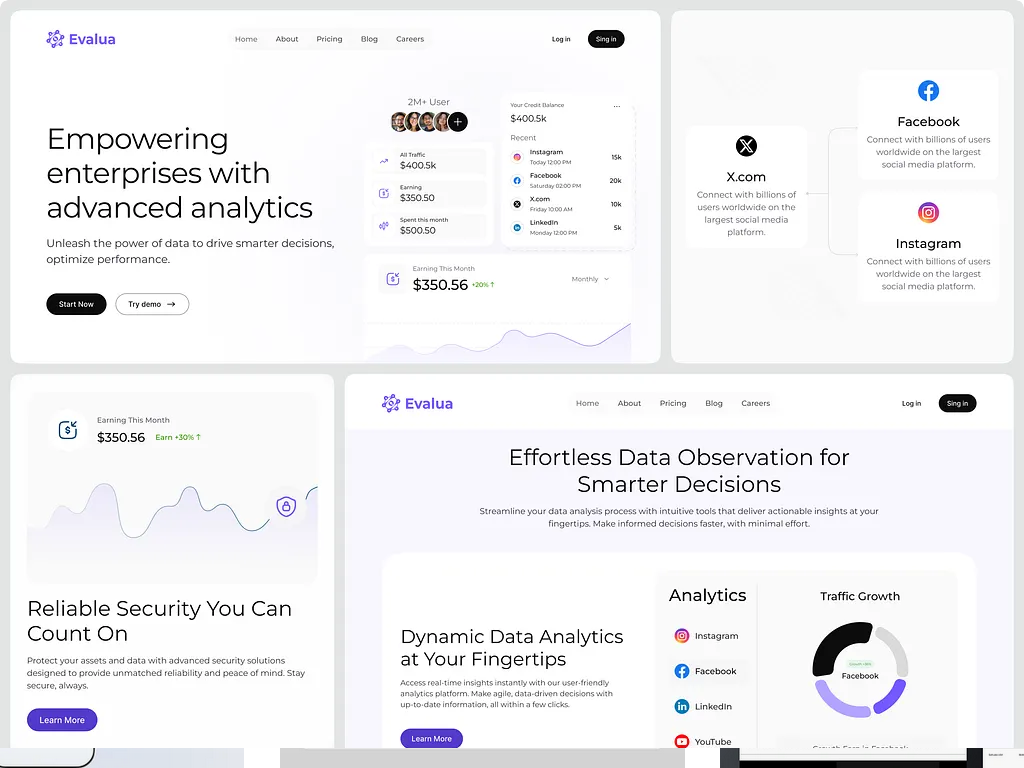 Evalua
Home About Pricing Blog Careers
Log in
Sing in
Empowering
enterprises with
advanced analytics
Unleash the power of data to drive smarter decisions,
optimize performance.
Start Now
Try demo
2M+ User
All Traffic
$400.5k
Earning
$350.50
Spent this month
$500.50
Your Credit Balance
$400.5k
Recent
Instagram
Today 12:00 PM
15k
Facebook
Saturday 02:00 PM
20k
X.com
Friday 10:00 AM
10k
LinkedIn
Monday 12:00 PM
5k
Earning This Month
$350.56 +20%
Monthly
X.com
Connect with billions of
users worldwide on the
largest social media
platform.
Facebook
Connect with billions of users
worldwide on the largest
social media platform.
Instagram
Connect with billions of users
worldwide on the largest
social media platform.
Earning This Month
$350.56 Earn +30%
Reliable Security You Can
Count On
Protect your assets and data with advanced security solutions
designed to provide unmatched reliability and peace of mind. Stay
secure, always.
Learn More
Evalua
Home About Pricing Blog Careers
Log in
Sing in
Effortless Data Observation for
Smarter Decisions
Streamline your data analysis process with intuitive tools that deliver actionable insights at your
fingertips. Make informed decisions faster, with minimal effort.
Dynamic Data Analytics
at Your Fingertips
Access real-time insights instantly with our user-friendly
analytics platform. Make agile, data-driven decisions with
up-to-date information, all within a few clicks.
Learn More
Analytics
Instagram
Facebook
LinkedIn
YouTube
Traffic Growth
Facebook